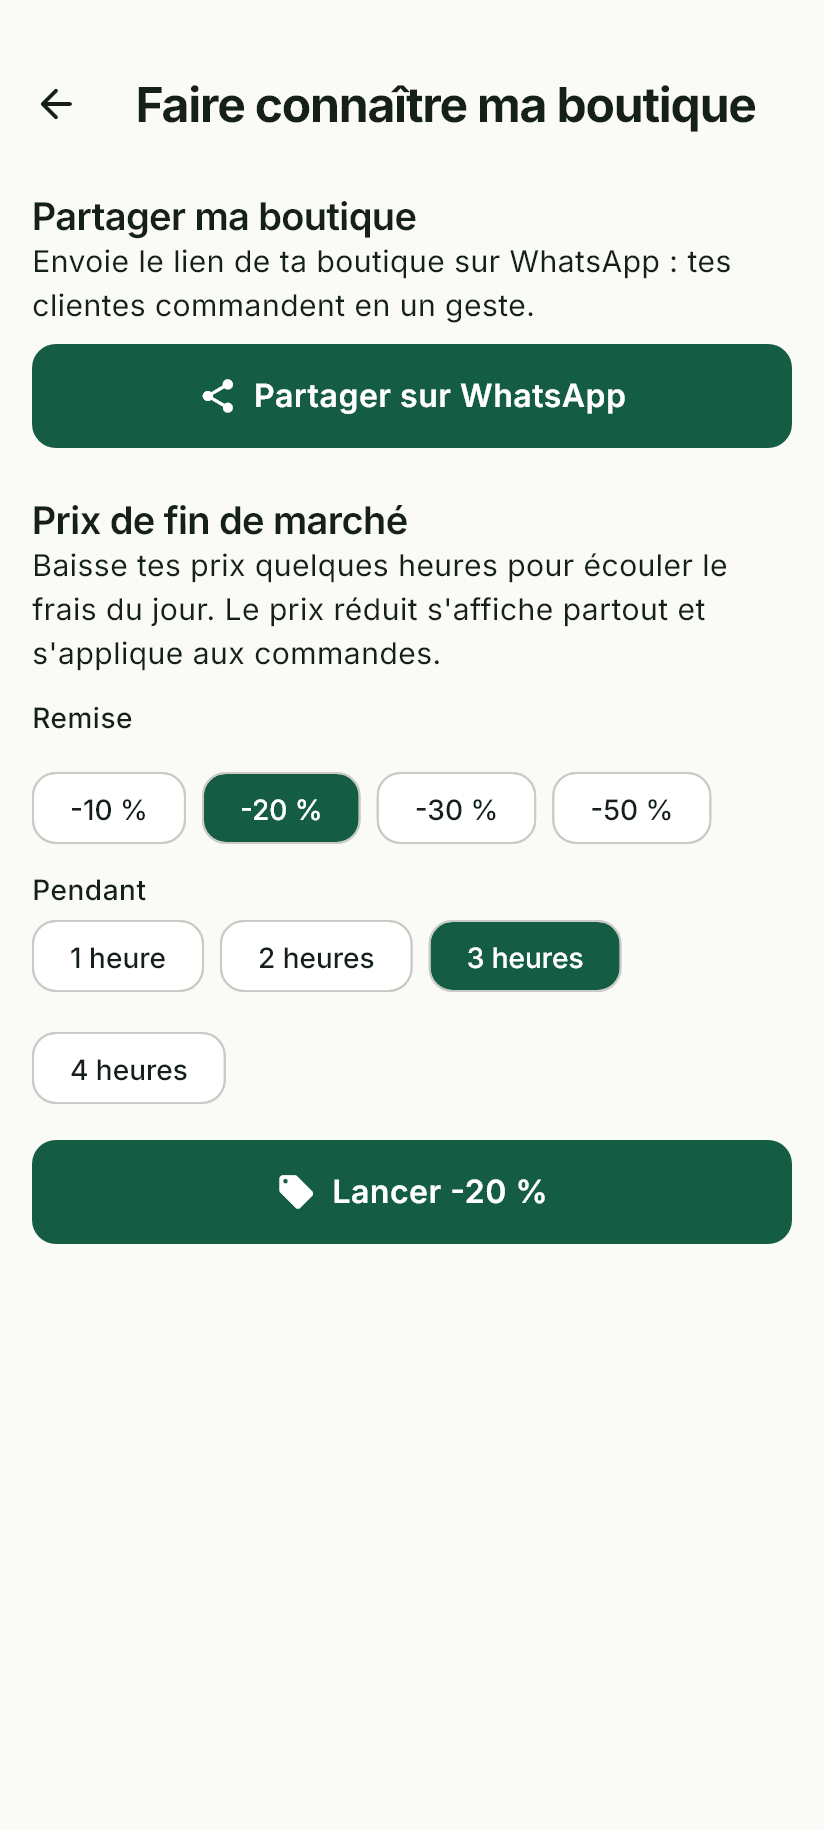 Faire connaître ma boutique
Partager ma boutique
Envoie le lien de ta boutique sur WhatsApp : tes
clientes commandent en un geste.
Partager sur WhatsApp
Prix de fin de marché
Baisse tes prix quelques heures pour écouler le
frais du jour. Le prix réduit s'affiche partout et
s'applique aux commandes.
Remise
-10 % -20 % -30 % -50 %
Pendant
1 heure 2 heures 3 heures
4 heures
Lancer -20 %